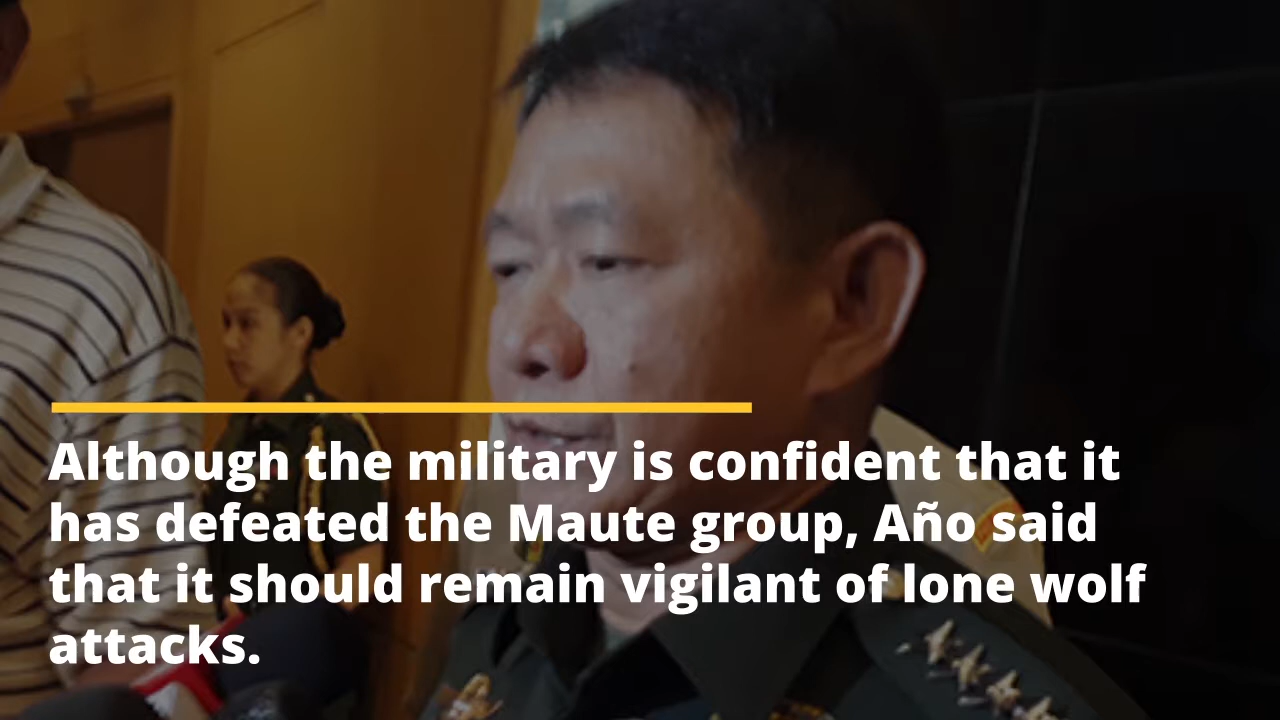 Although the military is confident that it
has defeated the Maute group, Año said
that it should remain vigilant of lone wolf
attacks.